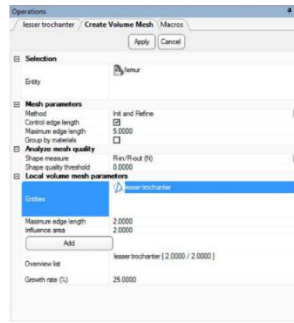 Operations
lesser trochanter / Create Volume Mesh / Macros
Apply Cancel
Selection
Entity femur
Mesh parameters
Method Init and Refine
Control edge length
Maximum edge length 5.0000
Group by materials
Analyze mesh quality
Shape measure R-in/R-out (N)
Shape quality threshold 0.0000
Local volume mesh parameters
Entities lesser trochanter
Maximum edge length 2.0000
Influence area 2.0000
Add
Overview list lesser trochanter [ 2.0000 / 2.0000 ]
Growth rate (%) 25.0000